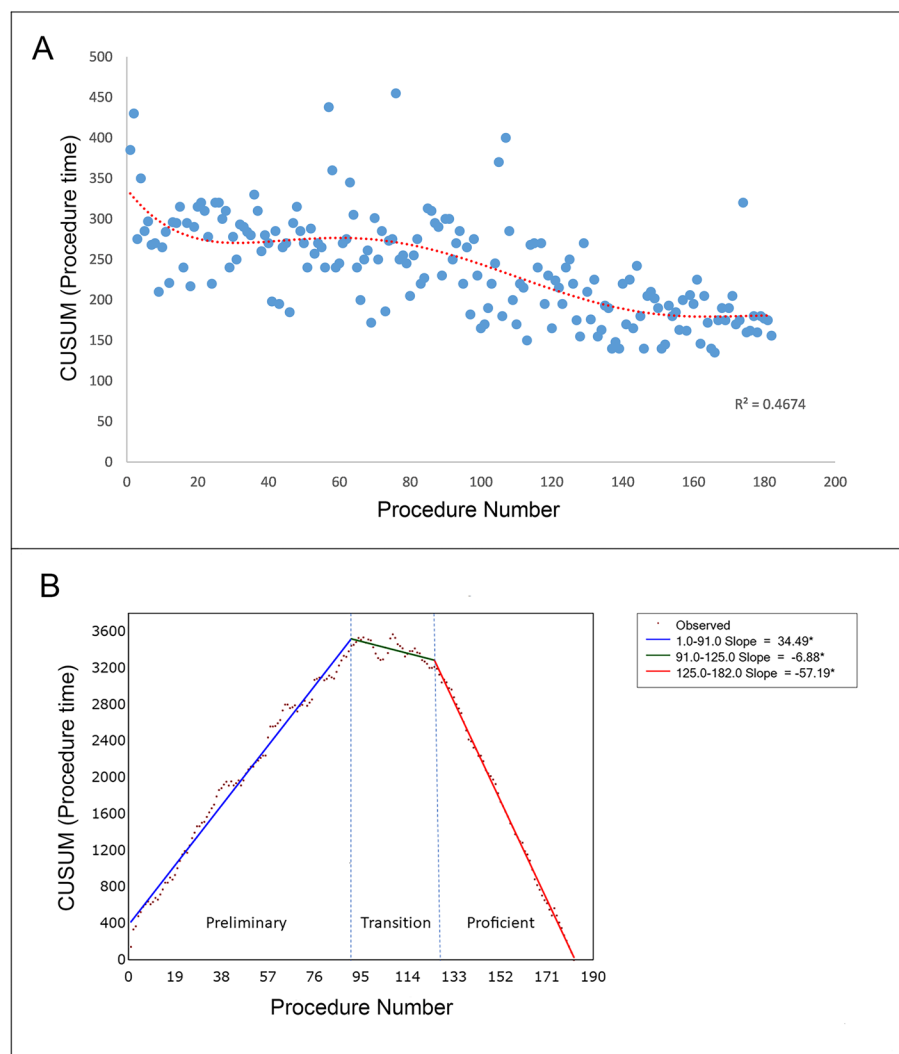 A
500
450
400
350
300
250
200
150
100
50
0
CUSUM (Procedure time)
R² = 0.4674
0 20 40 60 80 100 120 140 160 180 200
Procedure Number
B
3600
3200
2800
2400
2000
1600
1200
800
400
0
CUSUM (Procedure time)
Preliminary Transition Proficient
0 19 38 57 76 95 114 133 152 171 190
Procedure Number
Observed
1.0-91.0 Slope = 34.49*
91.0-125.0 Slope = -6.88*
125.0-182.0 Slope = -57.19*